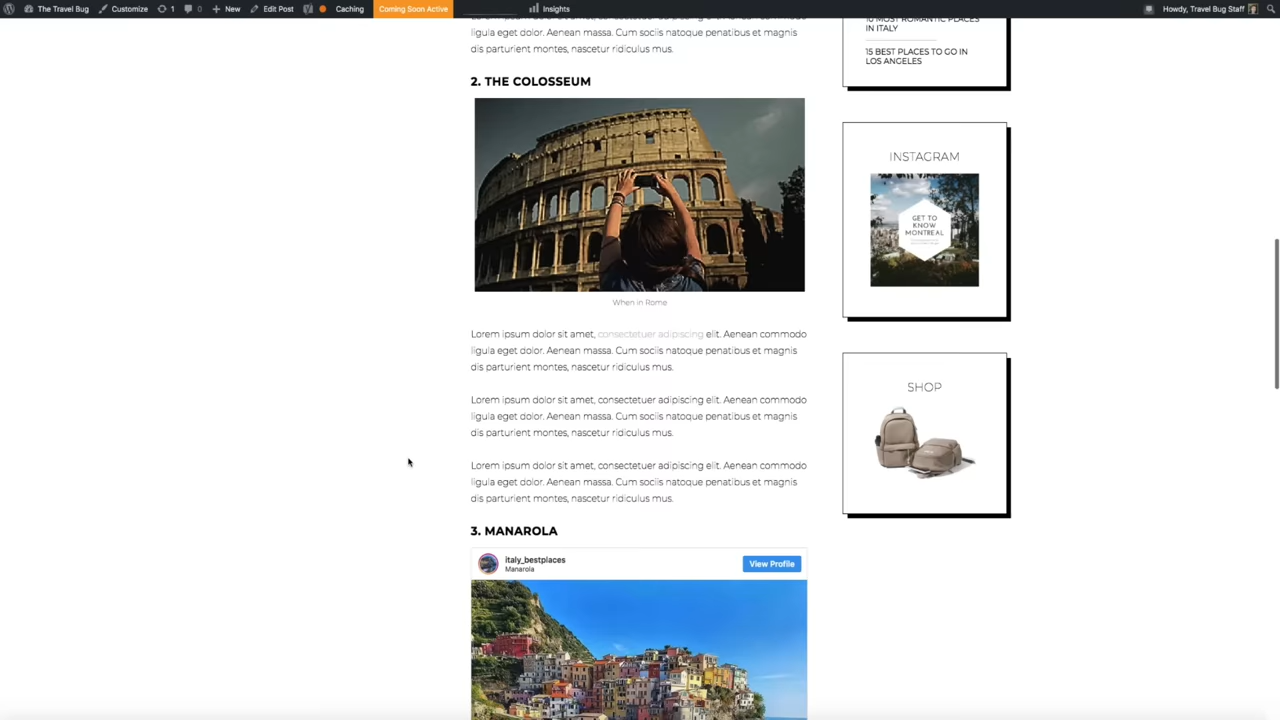 The Travel Bug
Customize
1
0
New
Edit Post
Caching
Coming Soon Active
Insights
Howdy, Travel Bug Staff
ligula eget dolor. Aenean massa. Cum sociis natoque penatibus et magnis
dis parturient montes, nascetur ridiculus mus.
2. THE COLOSSEUM
When in Rome
Lorem ipsum dolor sit amet, consectetuer adipiscing elit. Aenean commodo
ligula eget dolor. Aenean massa. Cum sociis natoque penatibus et magnis
dis parturient montes, nascetur ridiculus mus.
Lorem ipsum dolor sit amet, consectetuer adipiscing elit. Aenean commodo
ligula eget dolor. Aenean massa. Cum sociis natoque penatibus et magnis
dis parturient montes, nascetur ridiculus mus.
Lorem ipsum dolor sit amet, consectetuer adipiscing elit. Aenean commodo
ligula eget dolor. Aenean massa. Cum sociis natoque penatibus et magnis
dis parturient montes, nascetur ridiculus mus.
3. MANAROLA
italy_bestplaces
Manarola
View Profile
10 MOST ROMANTIC PLACES
IN ITALY
15 BEST PLACES TO GO IN
LOS ANGELES
INSTAGRAM
GET TO
KNOW
MONTREAL
SHOP